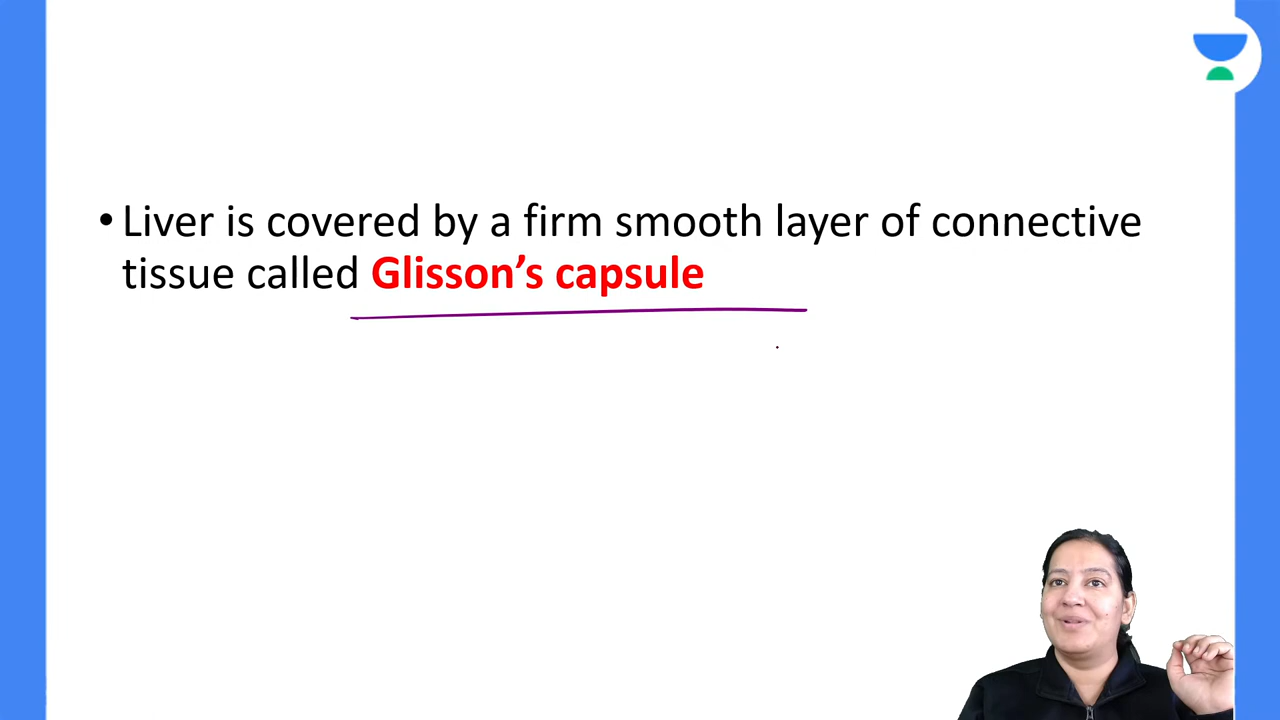 • Liver is covered by a firm smooth layer of connective
tissue called Glisson’s capsule